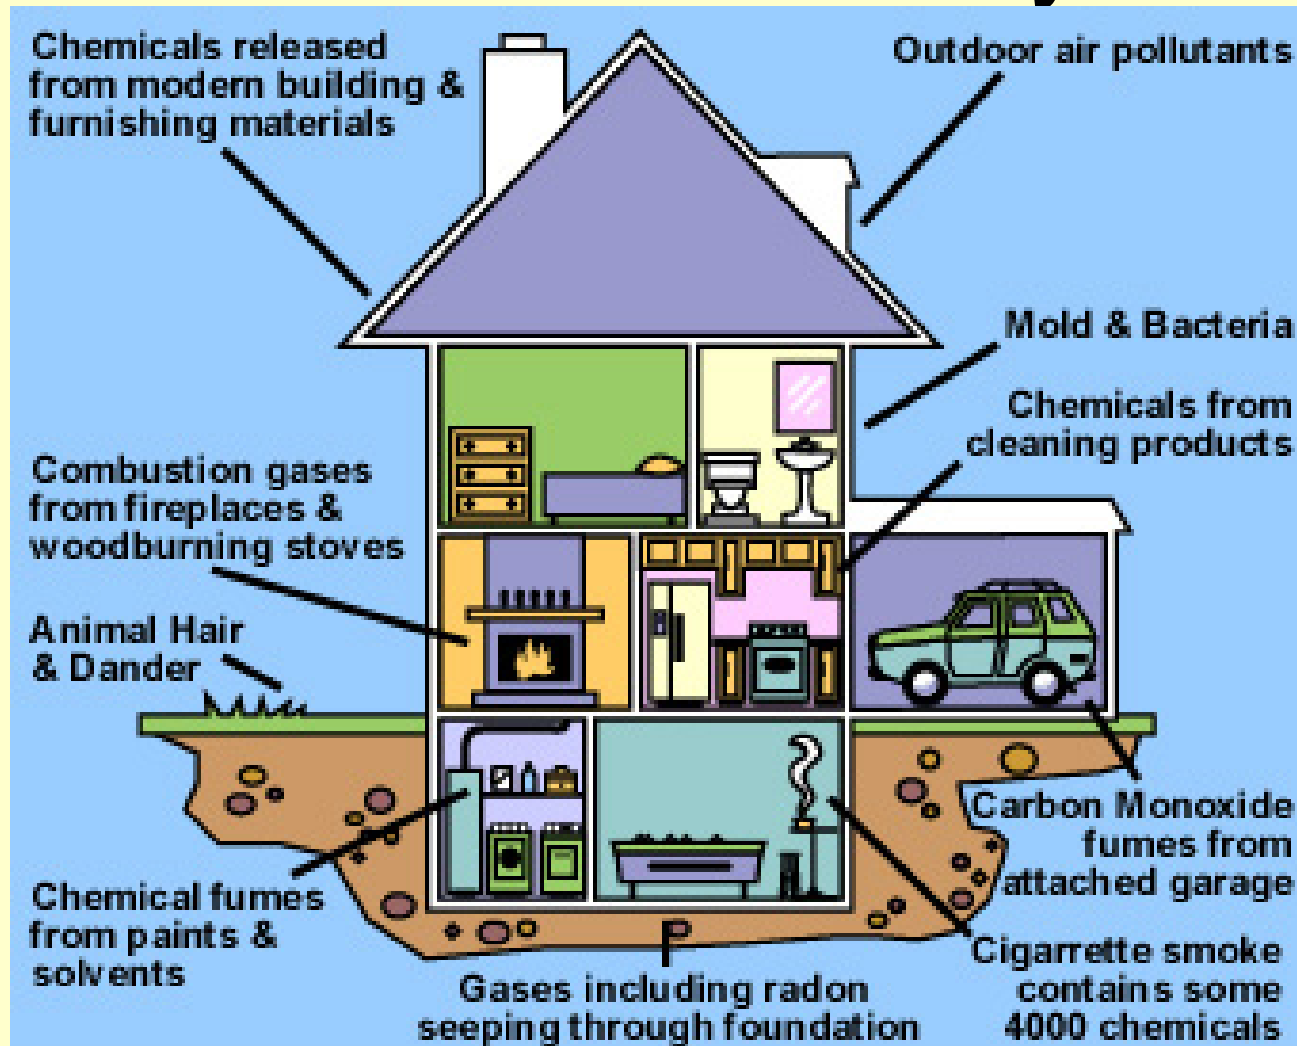 Chemicals released
from modern building &
furnishing materials
Outdoor air pollutants
Mold & Bacteria
Chemicals from
cleaning products
Combustion gases
from fireplaces &
woodburning stoves
Animal Hair
& Dander
Carbon Monoxide
fumes from
attached garage
Chemical fumes
from paints &
solvents
Gases including radon
seeping through foundation
Cigarrette smoke
contains some
4000 chemicals